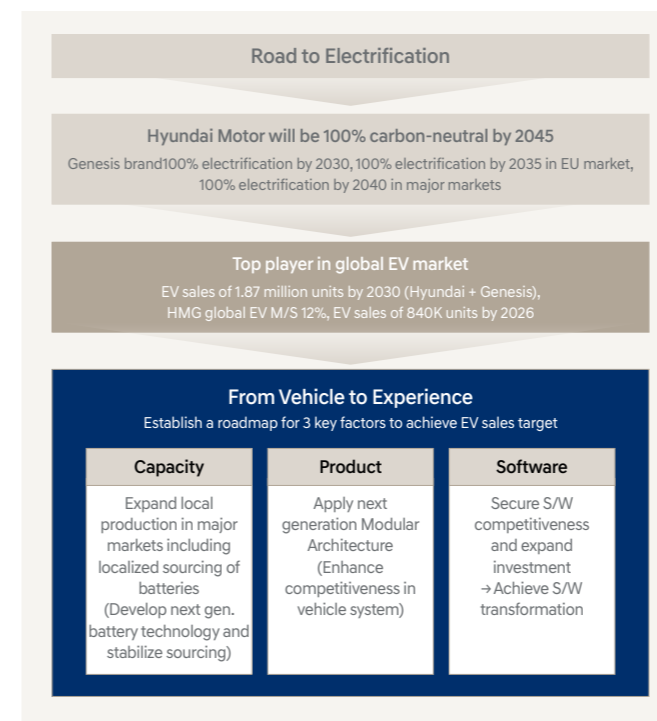 Road to Electrification
Hyundai Motor will be 100% carbon-neutral by 2045
Genesis brand100% electrification by 2030, 100% electrification by 2035 in EU market,
100% electrification by 2040 in major markets
Top player in global EV market
EV sales of 1.87 million units by 2030 (Hyundai + Genesis),
HMG global EV M/S 12%, EV sales of 840K units by 2026
From Vehicle to Experience
Establish a roadmap for 3 key factors to achieve EV sales target
Capacity
Expand local
production in major
markets including
localized sourcing of
batteries
(Develop next gen.
battery technology and
stabilize sourcing)
Product
Apply next
generation Modular
Architecture
(Enhance
competitiveness in
vehicle system)
Software
Secure S/W
competitiveness
and expand
investment
→Achieve S/W
transformation